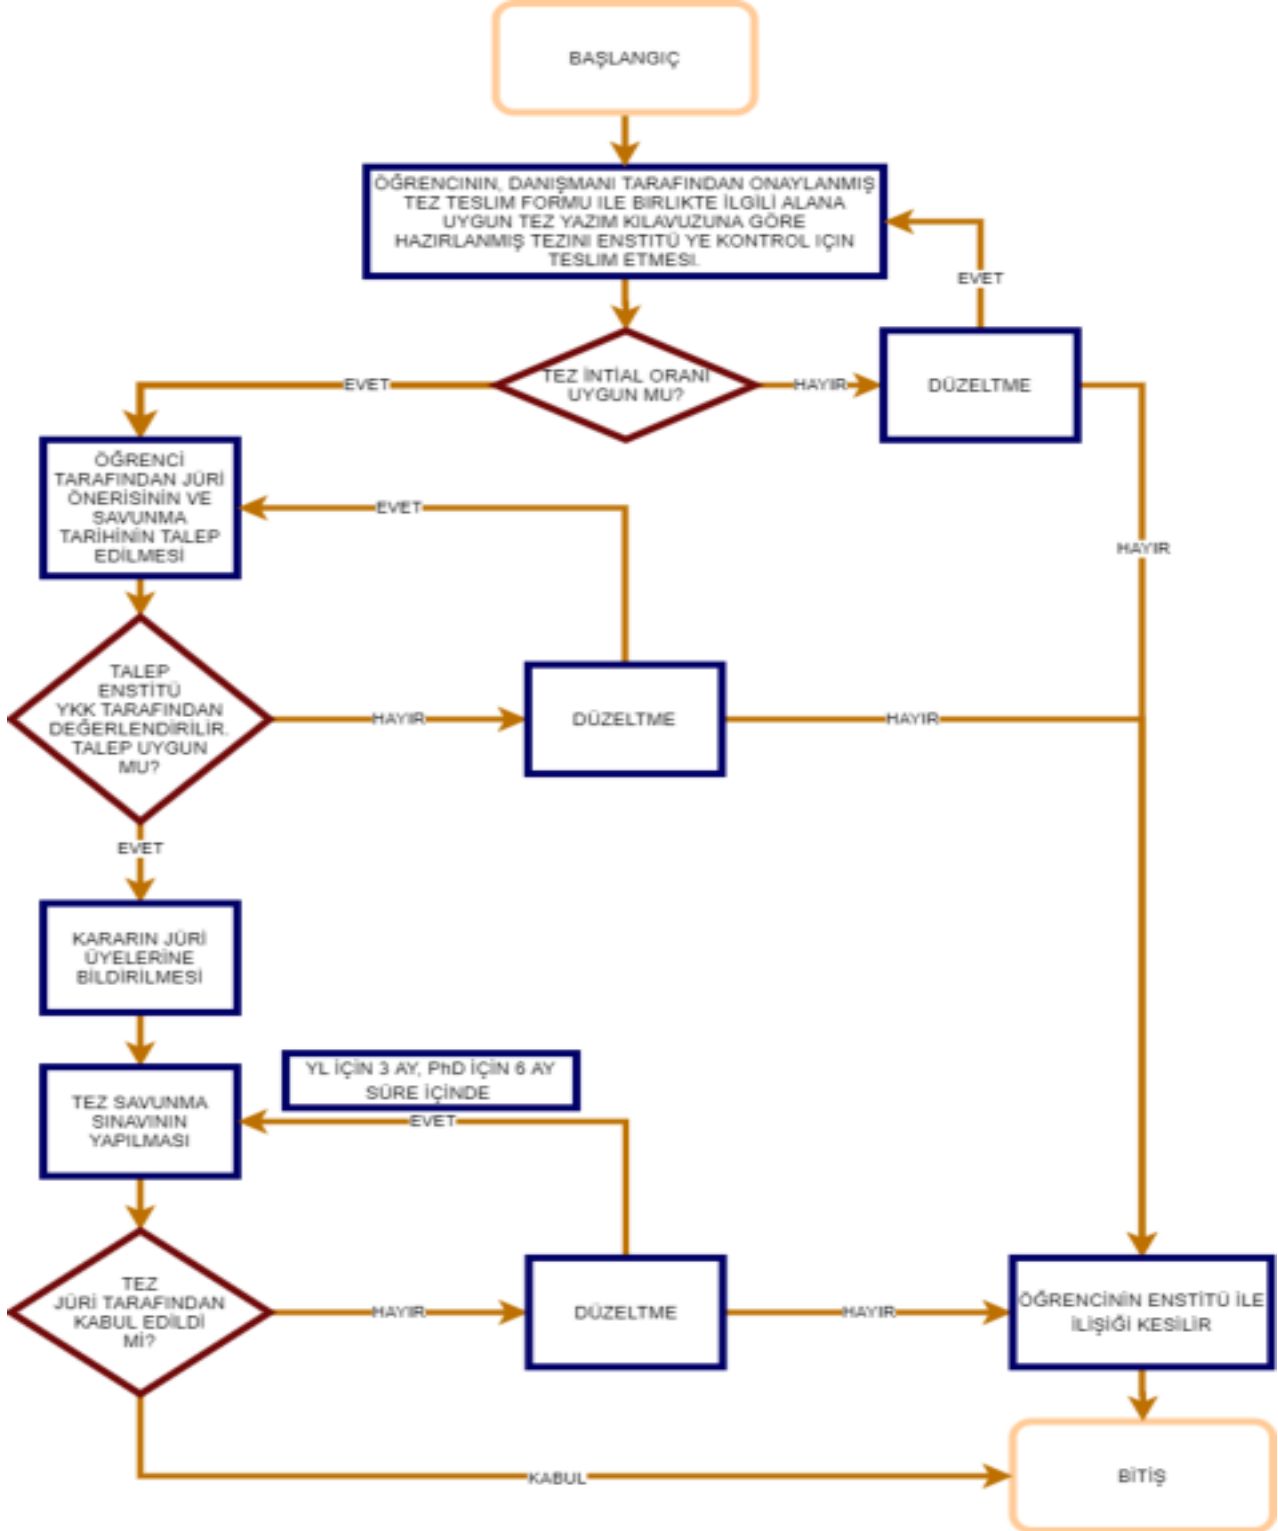 BAŞLANGIÇ
ÖĞRENCININ, DANIŞMANI TARAFINDAN ONAYLANMIŞ
TEZ TESLIM FORMU ILE BIRLIKTE İLGİLİ ALANA
UYGUN TEZ YAZIM KILAVUZUNA GÖRE
HAZIRLANMIŞ TEZINI ENSTİTÜ YE KONTROL IÇIN
TESLIM ETMESI.
EVET
TEZ İNTİAL ORANI
UYGUN MU?
EVET
HAYIR
DÜZELTME
ÖĞRENCİ
TARAFINDAN JÜRİ
ÖNERİSİNİN VE
SAVUNMA
TARİHİNİN TALEP
EDİLMESİ
EVET
HAYIR
TALEP
ENSTİTÜ
YKK TARAFINDAN
DEĞERLENDİRİLİR.
TALEP UYGUN
MU?
HAYIR
DÜZELTME
HAYIR
EVET
KARARIN JÜRİ
ÜYELERİNE
BİLDİRİLMESİ
YL İÇİN 3 AY, PhD İÇİN 6 AY
SÜRE İÇİNDE
TEZ SAVUNMA
SINAVININ
YAPILMASI
EVET
TEZ
JÜRİ TARAFINDAN
KABUL EDİLDİ
Mİ?
HAYIR
DÜZELTME
HAYIR
ÖĞRENCİNİN ENSTİTÜ İLE
İLİŞİĞİ KESİLİR
KABUL
BİTİŞ